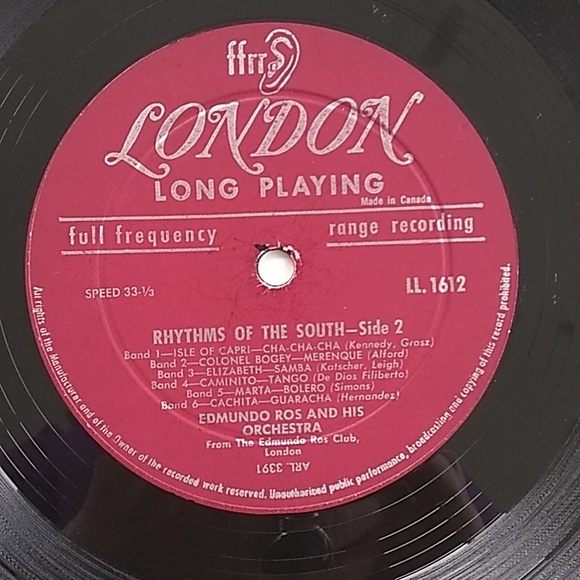 ffrr
LONDON
LONG PLAYING
Made in Canada
full frequency range recording
SPEED 33-⅓
LL. 1612
RHYTHMS OF THE SOUTH—Side 2
Band 1—ISLE OF CAPRI—CHA-CHA-CHA (Kennedy, Grosz)
Band 2—COLONEL BOGEY—MERENQUE (Alford)
Band 3—ELIZABETH—SAMBA (Katscher, Leigh)
Band 4—CAMINITO—TANGO (De Dios Filiberto)
Band 5—MARTA—BOLERO (Simons)
Band 6—CACHITA—GUARACHA (Hernandez)
EDMUNDO ROS AND HIS
ORCHESTRA
From The Edmundo Ros Club,
London
ARL 3391
All rights of the Manufacturer and of the Owner of the recorded work reserved. Unauthorized public performance, broadcasting and copying of this record prohibited.